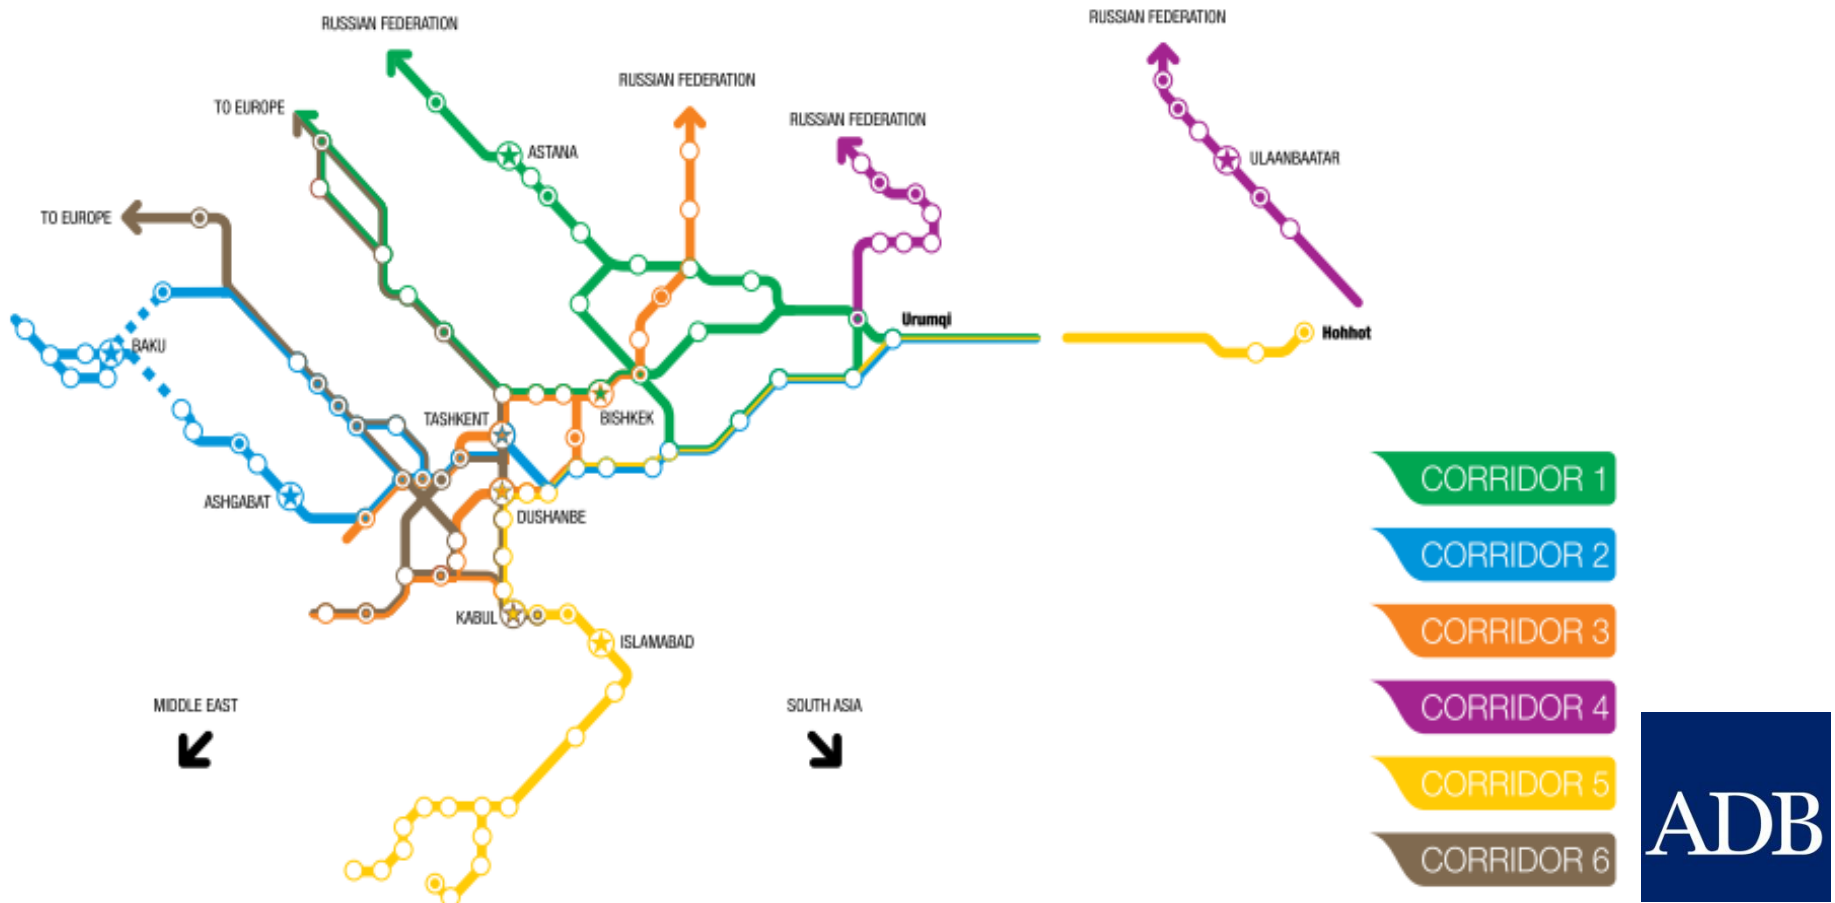 RUSSIAN FEDERATION
RUSSIAN FEDERATION
RUSSIAN FEDERATION
TO EUROPE
RUSSIAN FEDERATION
ASTANA
ULAANBAATAR
TO EUROPE
Urumqi
Hohhot
BAKU
TASHKENT
BISHKEK
ASHGABAT
DUSHANBE
KABUL
ISLAMABAD
MIDDLE EAST
SOUTH ASIA
CORRIDOR 1
CORRIDOR 2
CORRIDOR 3
CORRIDOR 4
CORRIDOR 5
CORRIDOR 6
ADB